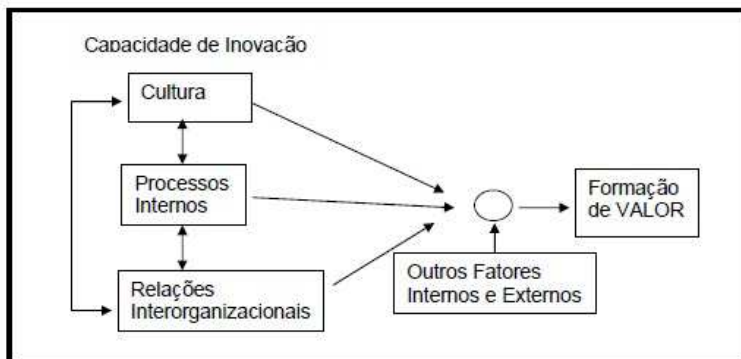 Capacidade de Inovação
Cultura
Processos
Internos
Relações
Interorganizacionais
Outros Fatores
Internos e Externos
Formação
de VALOR